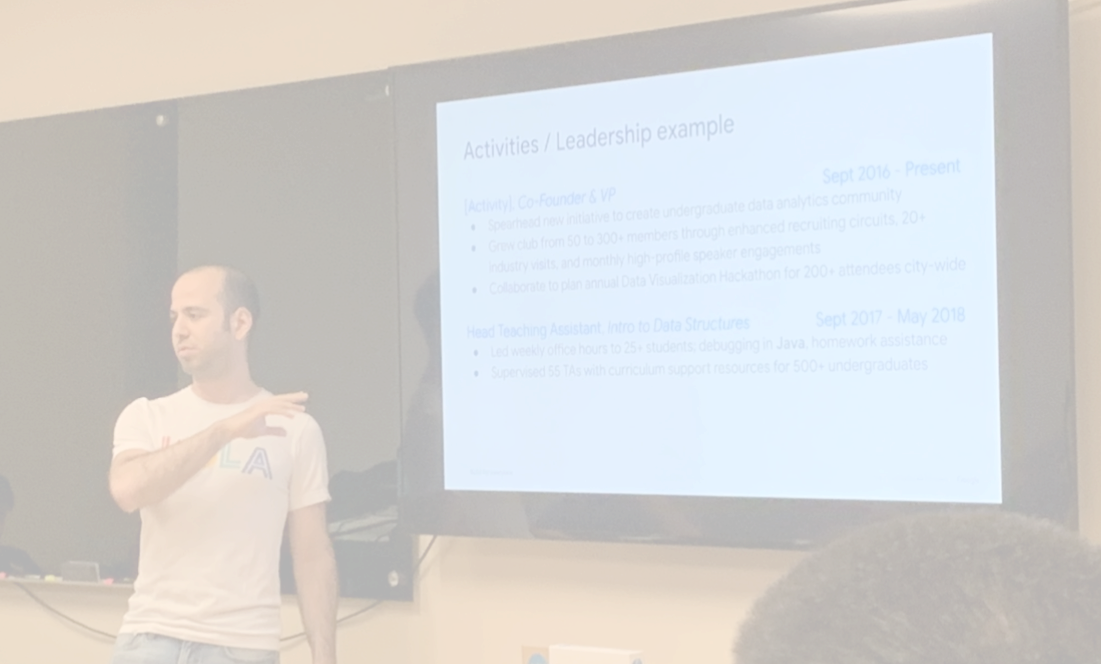 Activities / Leadership example
[Activity], Co-Founder & VP
Sept 2016 - Present
Spearhead new initiative to create undergraduate data analytics community
Grew club from 50 to 300+ members through enhanced recruiting circuits, 20+
industry visits, and monthly high-profile speaker engagements
Collaborate to plan annual Data Visualization Hackathon for 200+ attendees city-wide
Head Teaching Assistant, Intro to Data Structures
Sept 2017 - May 2018
Led weekly office hours to 25+ students: debugging in Java, homework assistance
Supervised 55 TAs with curriculum support resources for 500+ undergraduates
LA